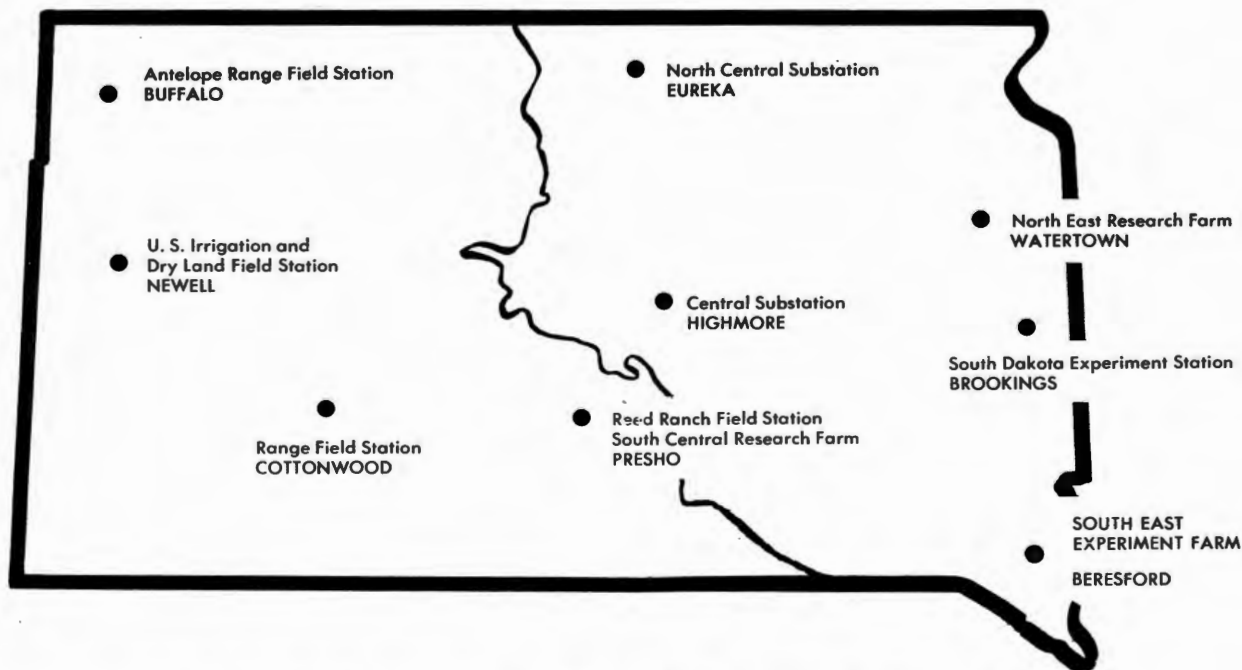 Antelope Range Field Station
BUFFALO
North Central Substation
EUREKA
North East Research Farm
WATERTOWN
U. S. Irrigation and
Dry Land Field Station
NEWELL
Central Substation
HIGHMORE
South Dakota Experiment Station
BROOKINGS
Range Field Station
COTTONWOOD
Reed Ranch Field Station
South Central Research Farm
PRESHO
SOUTH EAST
EXPERIMENT FARM
BERESFORD